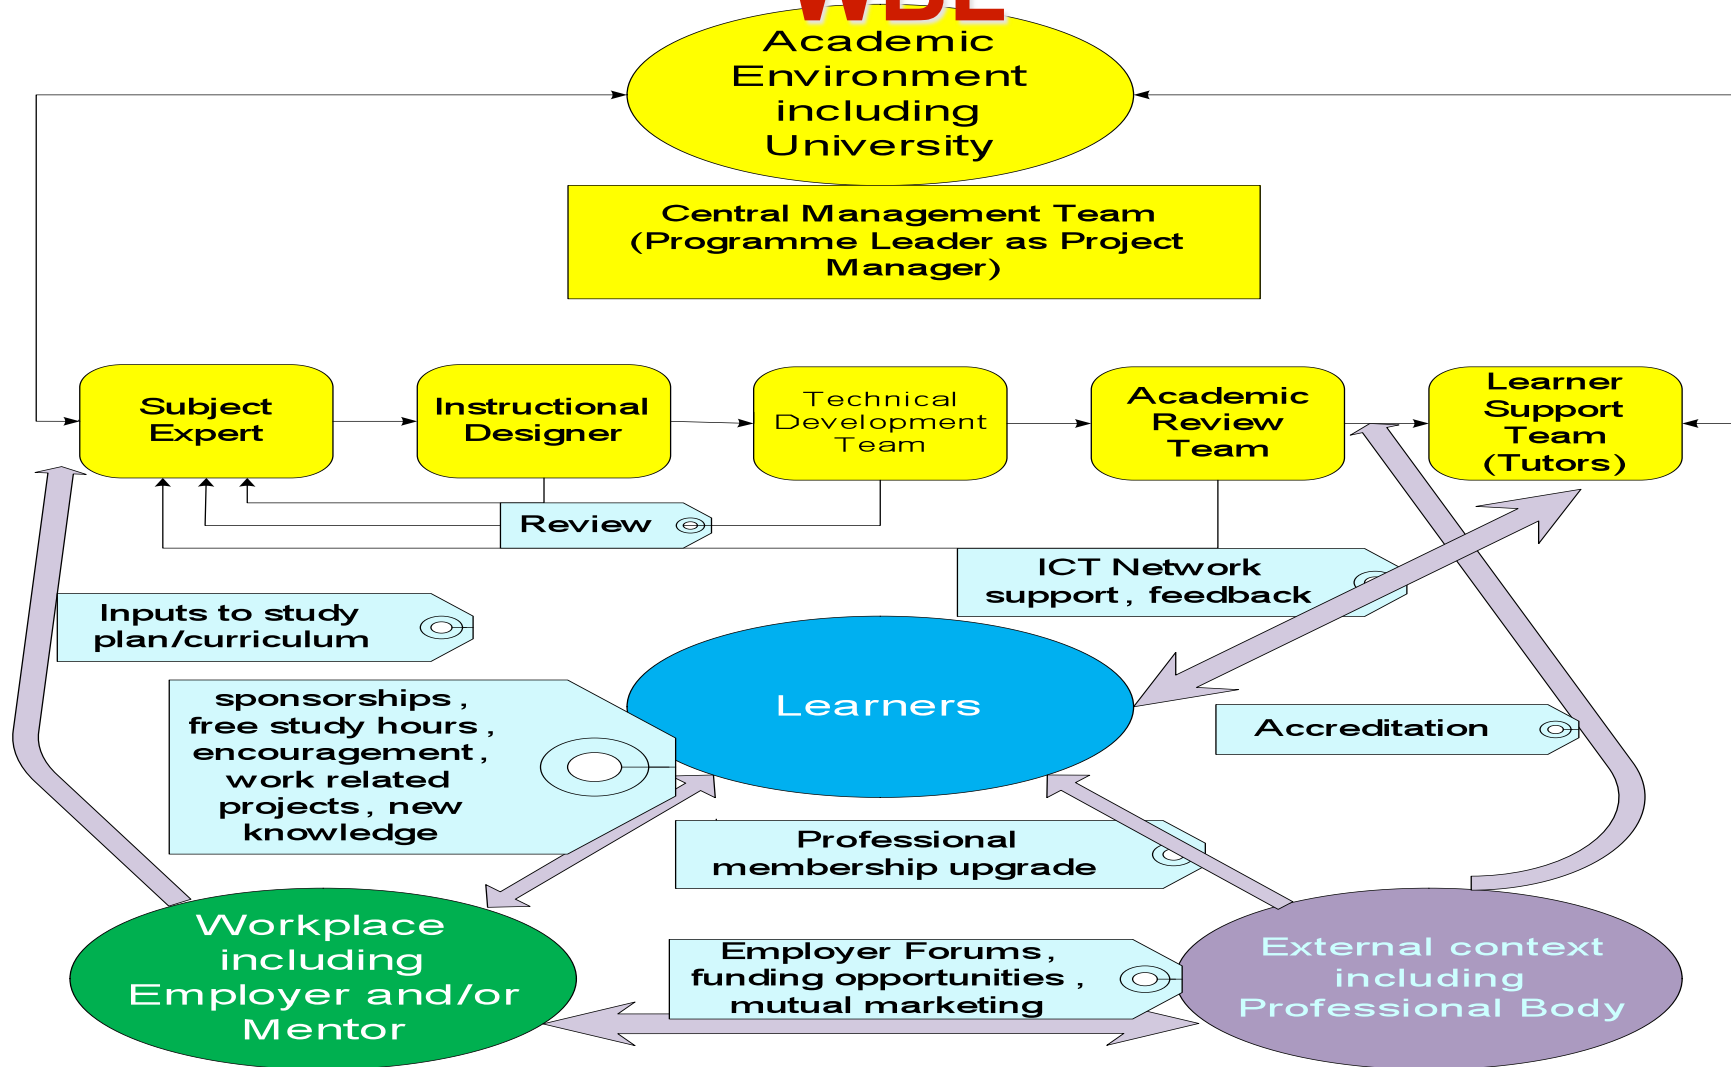 WBL
Academic
Environment
including
University
Central Management Team
(Programme Leader as Project
Manager)
Subject
Expert
Instructional
Designer
Technical
Development
Team
Academic
Review
Team
Learner
Support
Team
(Tutors)
Review
ICT Network
support, feedback
Inputs to study
plan/curriculum
sponsorships,
free study hours,
encouragement,
work related
projects, new
knowledge
Learners
Accreditation
Professional
membership upgrade
Workplace
including
Employer and/or
Mentor
Employer Forums,
funding opportunities,
mutual marketing
External context
including
Professional Body